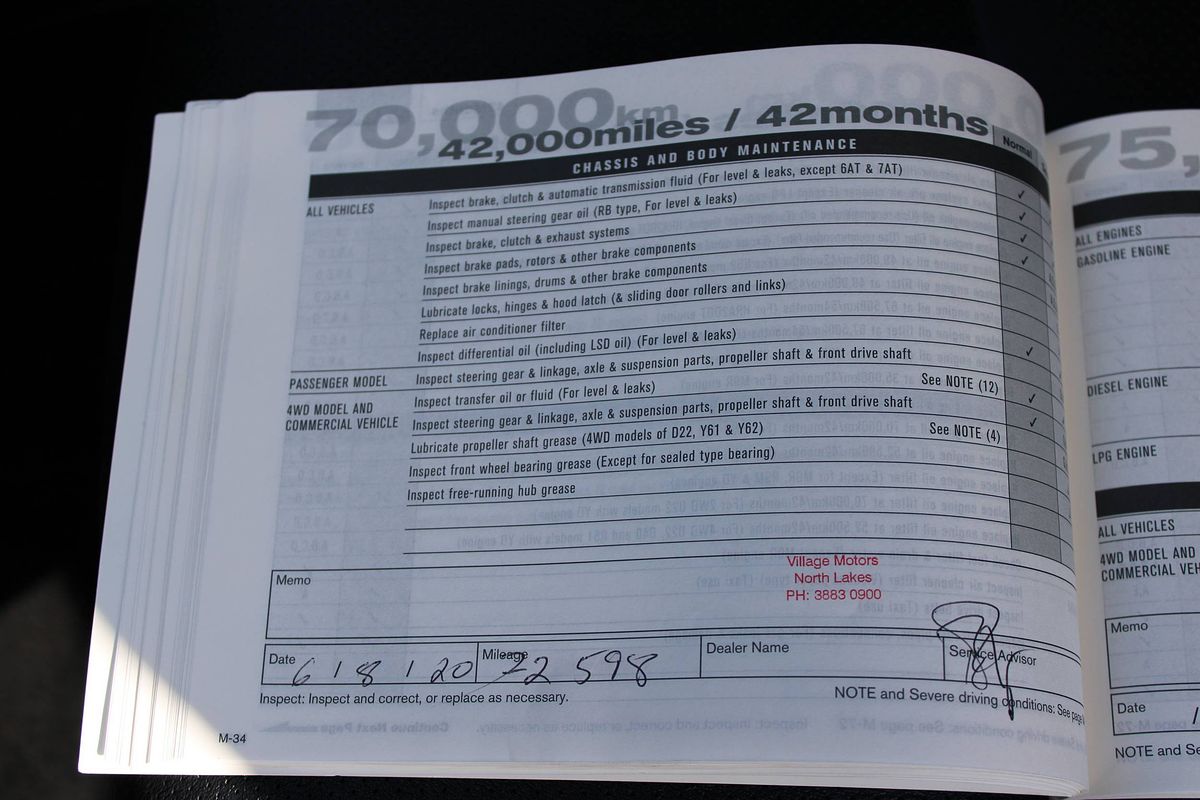 70,000km
42,000miles / 42months
Normal
CHASSIS AND BODY MAINTENANCE
ALL VEHICLES
Inspect brake, clutch & automatic transmission fluid (For level & leaks, except 6AT & 7AT) ✓
Inspect manual steering gear oil (RB type, For level & leaks) ✓
Inspect brake, clutch & exhaust systems ✓
Inspect brake pads, rotors & other brake components ✓
Inspect brake linings, drums & other brake components
Lubricate locks, hinges & hood latch (& sliding door rollers and links)
Replace air conditioner filter
Inspect differential oil (including LSD oil) (For level & leaks) ✓
PASSENGER MODEL
Inspect steering gear & linkage, axle & suspension parts, propeller shaft & front drive shaft
4WD MODEL AND
COMMERCIAL VEHICLE
Inspect transfer oil or fluid (For level & leaks) See NOTE (12) ✓
Inspect steering gear & linkage, axle & suspension parts, propeller shaft & front drive shaft ✓
Lubricate propeller shaft grease (4WD models of D22, Y61 & Y62) See NOTE (4)
Inspect front wheel bearing grease (Except for sealed type bearing)
Inspect free-running hub grease
Memo
Village Motors
North Lakes
PH: 3883 0900
Date 6 / 8 / 20
Mileage 598
Dealer Name
Service Advisor
Inspect: Inspect and correct, or replace as necessary.
NOTE and Severe driving conditions: See page
M-34
75,
ALL ENGINES
GASOLINE ENGINE
DIESEL ENGINE
LPG ENGINE
ALL VEHICLES
4WD MODEL AND
COMMERCIAL VEH
Memo
Date /
NOTE and Se